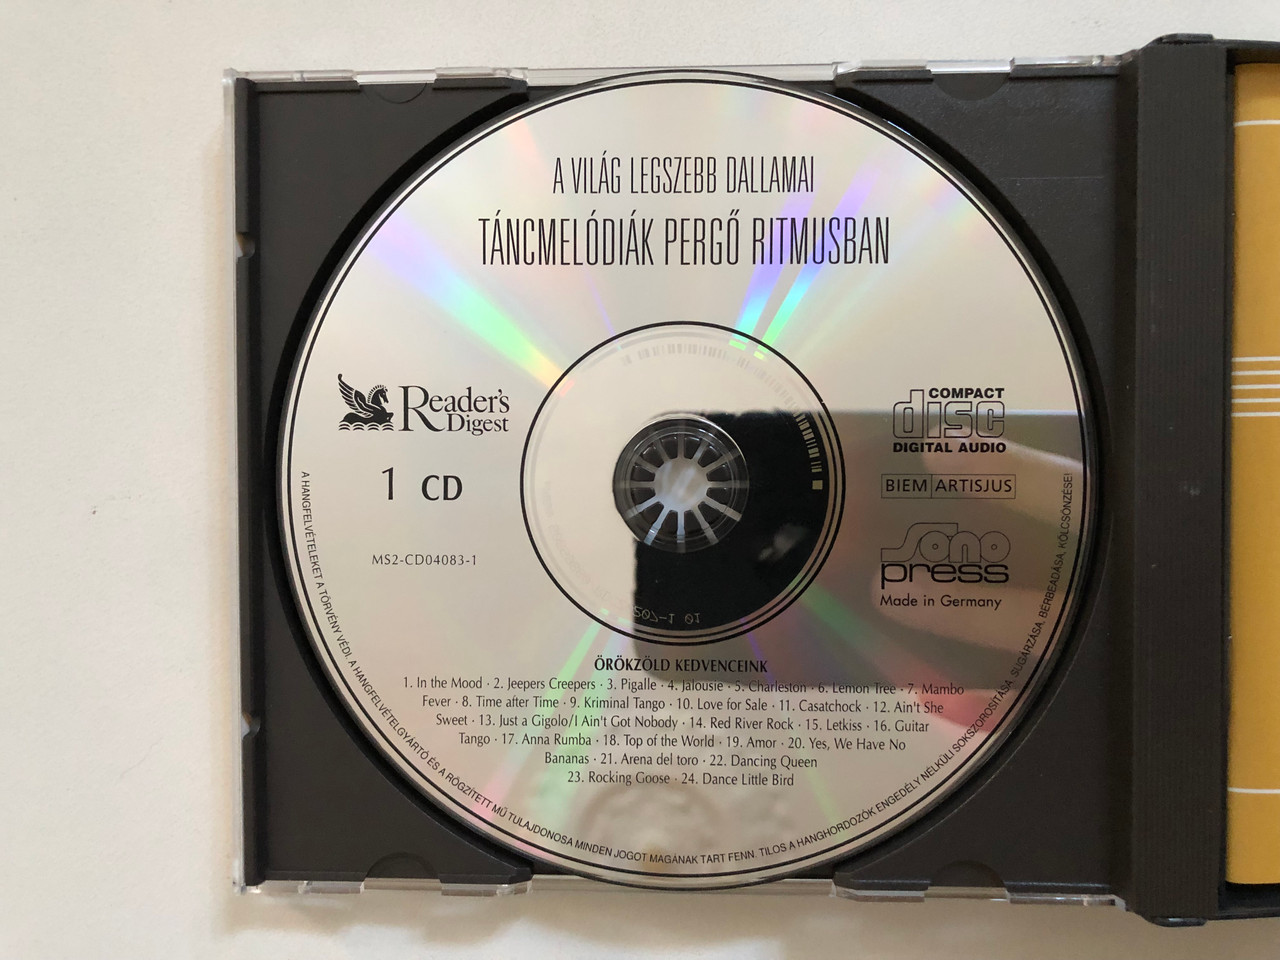 A VILÁG LEGSZEBB DALLAMAI
TÁNCMELÓDIÁK PERGŐ RITMUSBAN
Reader's
Digest
1 CD
MS2-CD04083-1
COMPACT
disc
DIGITAL AUDIO
BIEM ARTISJUS
Sono
press
Made in Germany
207-1 01
ÖRÖKZÖLD KEDVENCEINK
1. In the Mood · 2. Jeepers Creepers · 3. Pigalle · 4. Jalousie · 5. Charleston · 6. Lemon Tree · 7. Mambo
Fever · 8. Time after Time · 9. Kriminal Tango · 10. Love for Sale · 11. Casatchock · 12. Ain't She
Sweet · 13. Just a Gigolo/I Ain't Got Nobody · 14. Red River Rock · 15. Letkiss · 16. Guitar
Tango · 17. Anna Rumba · 18. Top of the World · 19. Amor · 20. Yes, We Have No
Bananas · 21. Arena del toro · 22. Dancing Queen
23. Rocking Goose · 24. Dance Little Bird
A HANGFELVÉTELEKET A TÖRVÉNY VÉDI. A HANGFELVÉTELGYÁRTÓ ÉS A RÖGZÍTETT MŰ TULAJDONOSA MINDEN JOGOT MAGÁNAK TART FENN. TILOS A HANGHORDOZÓK ENGEDÉLY NÉLKÜLI SOKSZOROSÍTÁSA, SUGÁRZÁSA, BÉRBEADÁSA, KÖLCSÖNZÉSE!